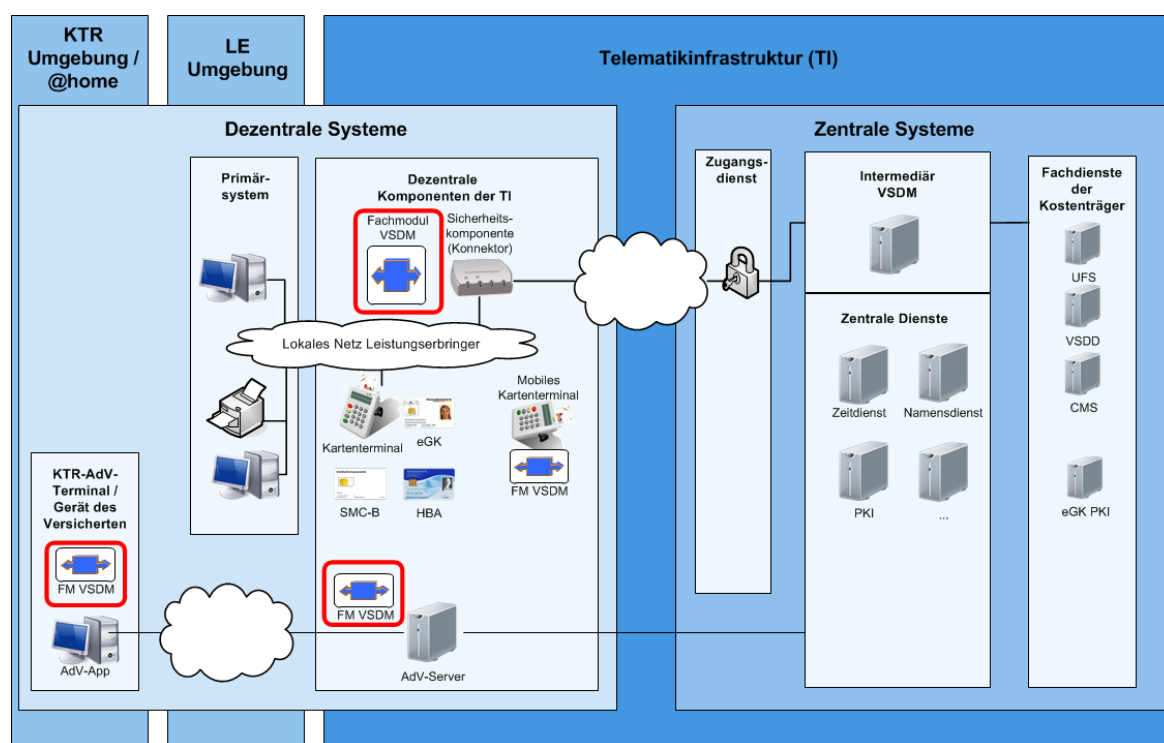 KTR
Umgebung /
@home
LE
Umgebung
Telematikinfrastruktur (TI)
Dezentrale Systeme
Zentrale Systeme
Primär-
system
Dezentrale
Komponenten der TI
Fachmodul
VSDM
Sicherheits-
komponente
(Konnektor)
Lokales Netz Leistungserbringer
Kartenterminal
eGK
Mobiles
Kartenterminal
FM VSDM
SMC-B
HBA
KTR-AdV-
Terminal /
Gerät des
Versicherten
FM VSDM
AdV-App
FM VSDM
AdV-Server
Zugangs-
dienst
Intermediär
VSDM
Zentrale Dienste
Zeitdienst
Namensdienst
PKI
...
Fachdienste
der
Kostenträger
UFS
VSDD
CMS
eGK PKI